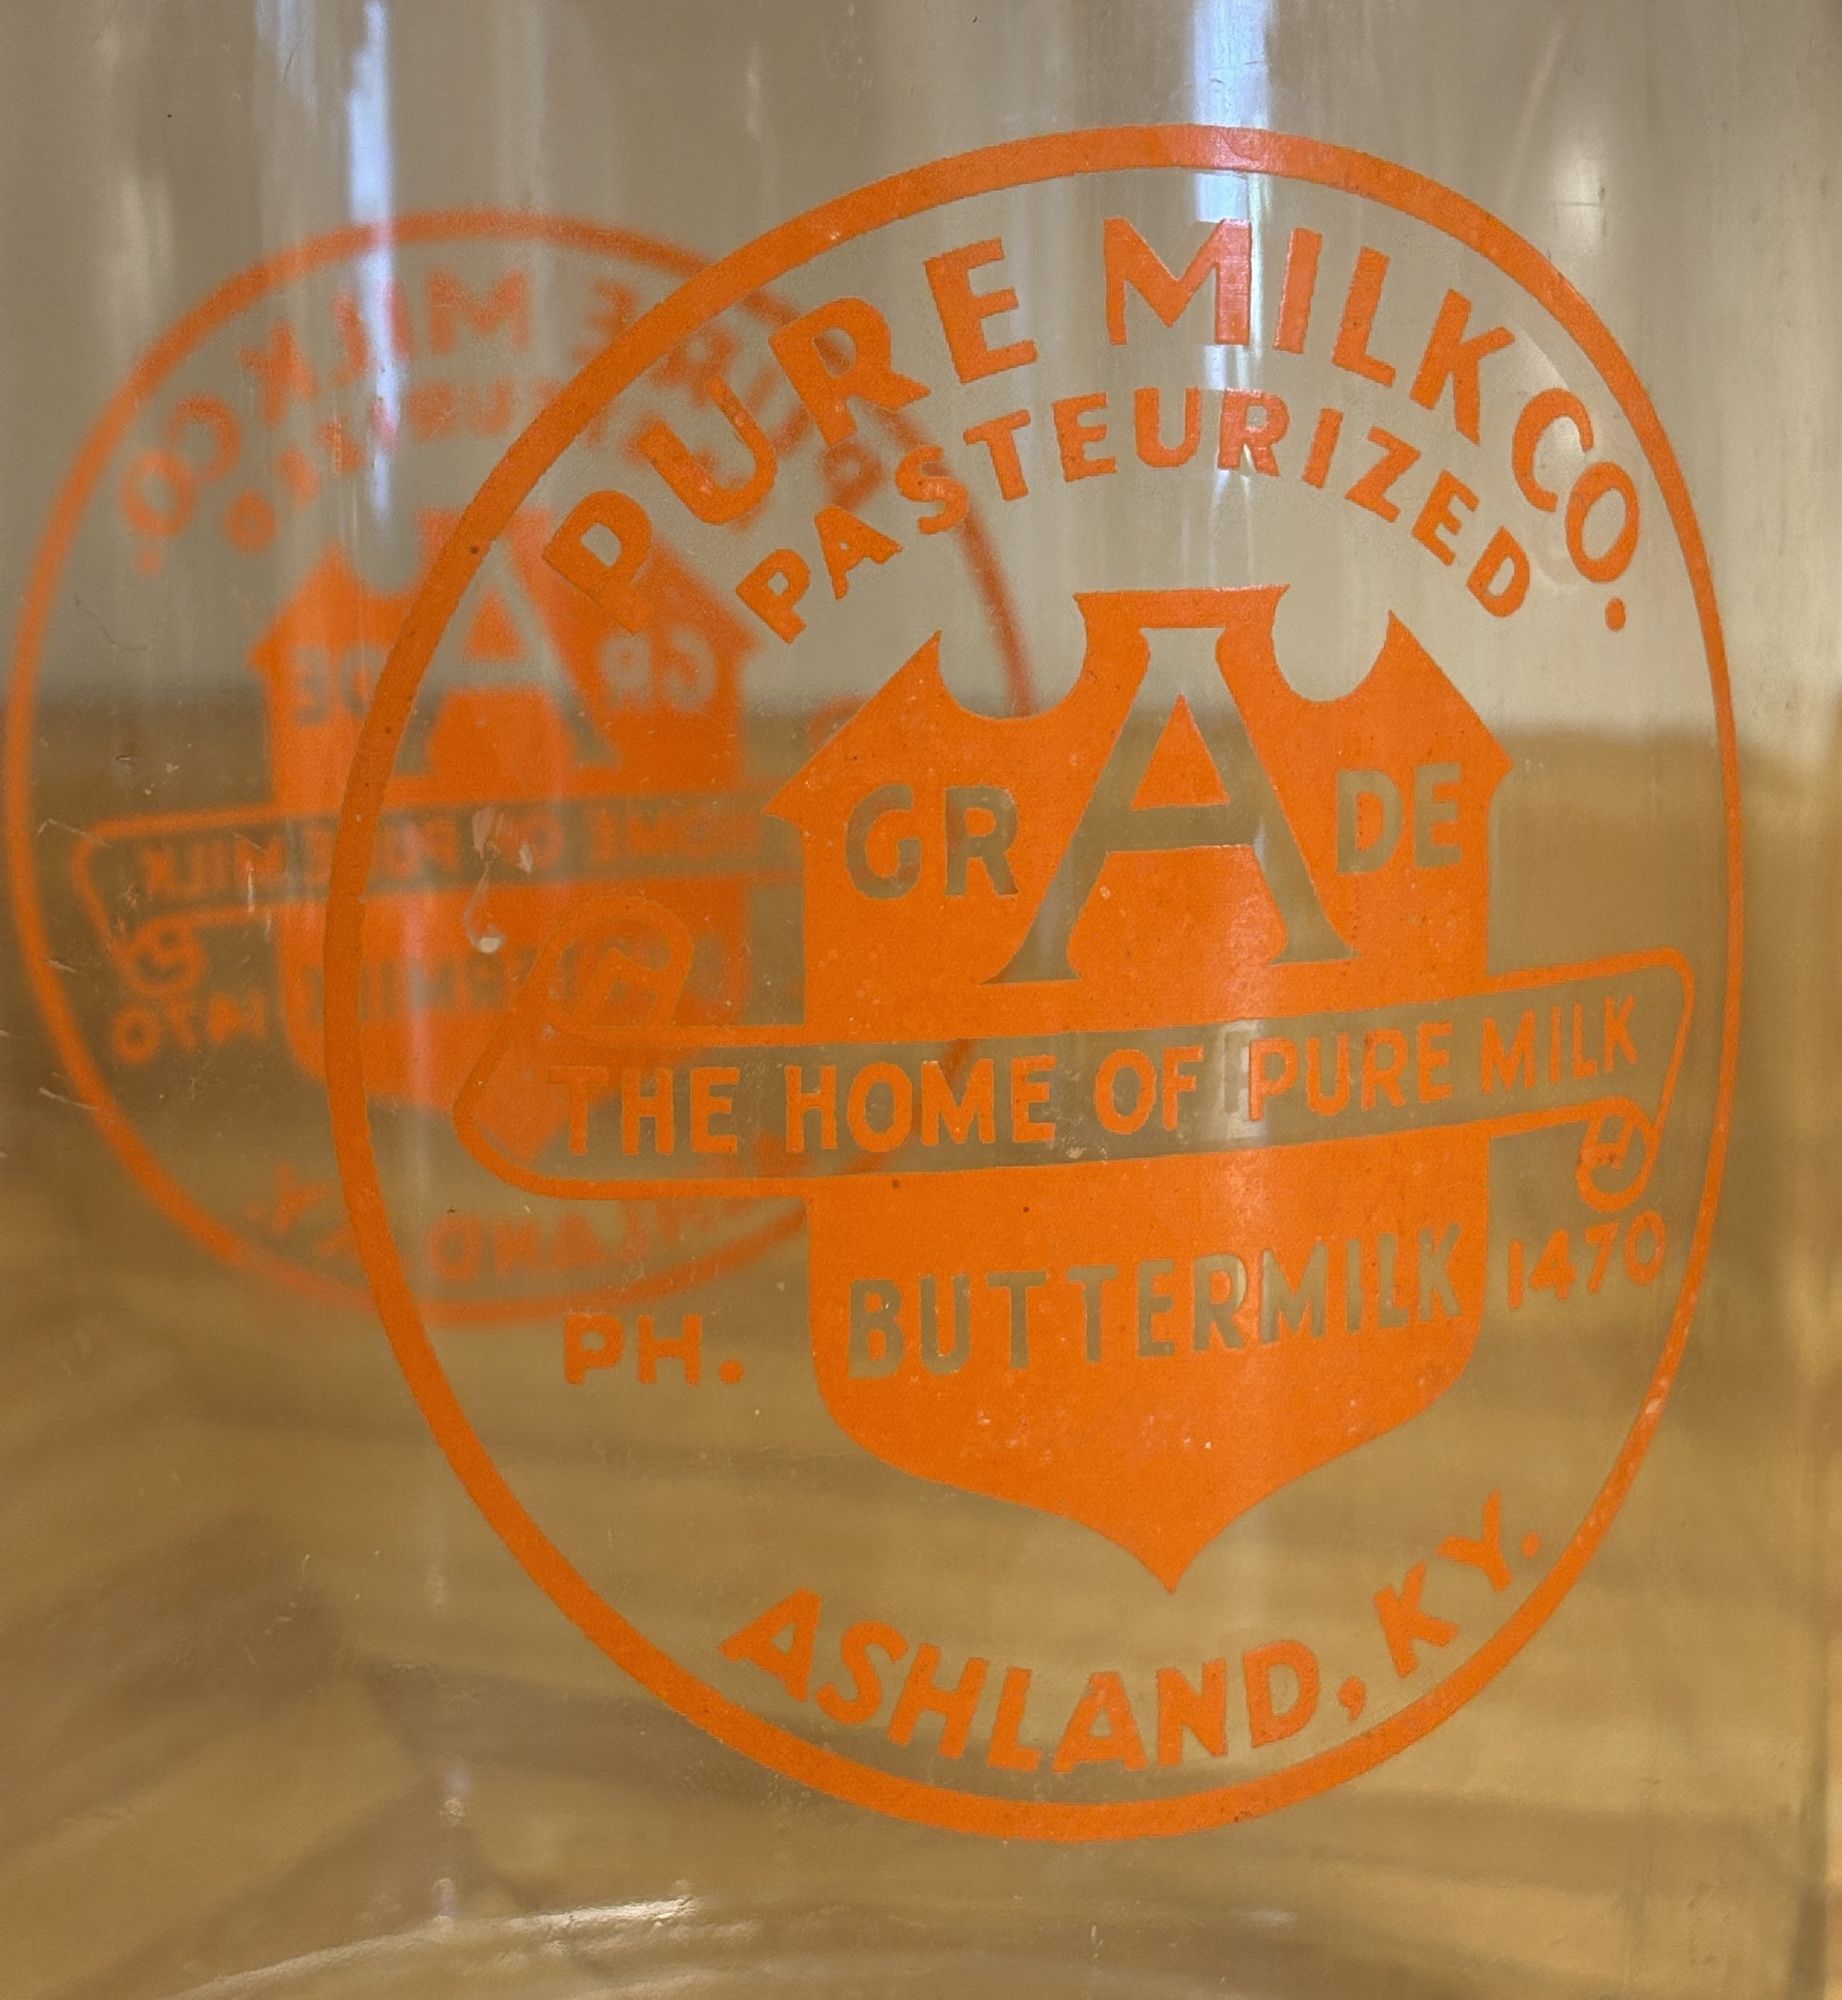 PURE MILK CO.
PASTEURIZED
GRADE
THE HOME OF PURE MILK
BUTTERMILK
PH. 1470
ASHLAND, KY.